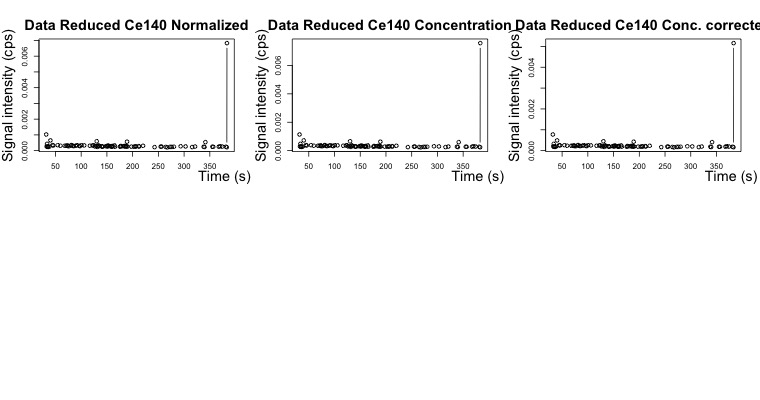 Data Reduced Ce140 Normalized
Signal intensity (cps)
0.000 0.002 0.004 0.006
50 100 150 200 250 300 350
Time (s)
Data Reduced Ce140 Concentration
Signal intensity (cps)
0.000 0.002 0.004 0.006
50 100 150 200 250 300 350
Time (s)
Data Reduced Ce140 Conc. correcte
Signal intensity (cps)
0.000 0.002 0.004
50 100 150 200 250 300 350
Time (s)